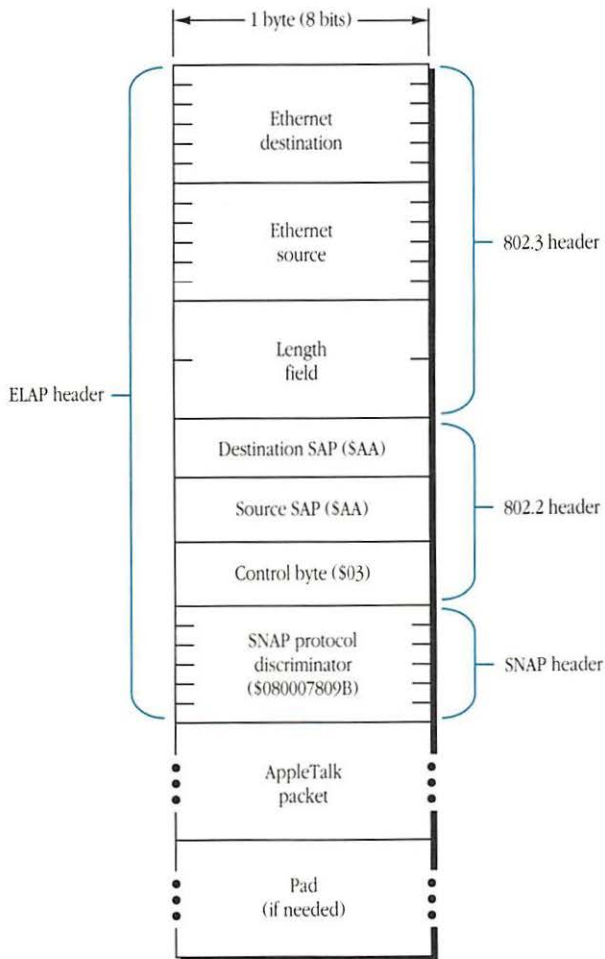 1 byte (8 bits)
Ethernet
destination
Ethernet
source
802.3 header
Length
field
ELAP header
Destination SAP ($AA)
Source SAP ($AA)
802.2 header
Control byte ($03)
SNAP protocol
discriminator
($080007809B)
SNAP header
AppleTalk
packet
Pad
(if needed)